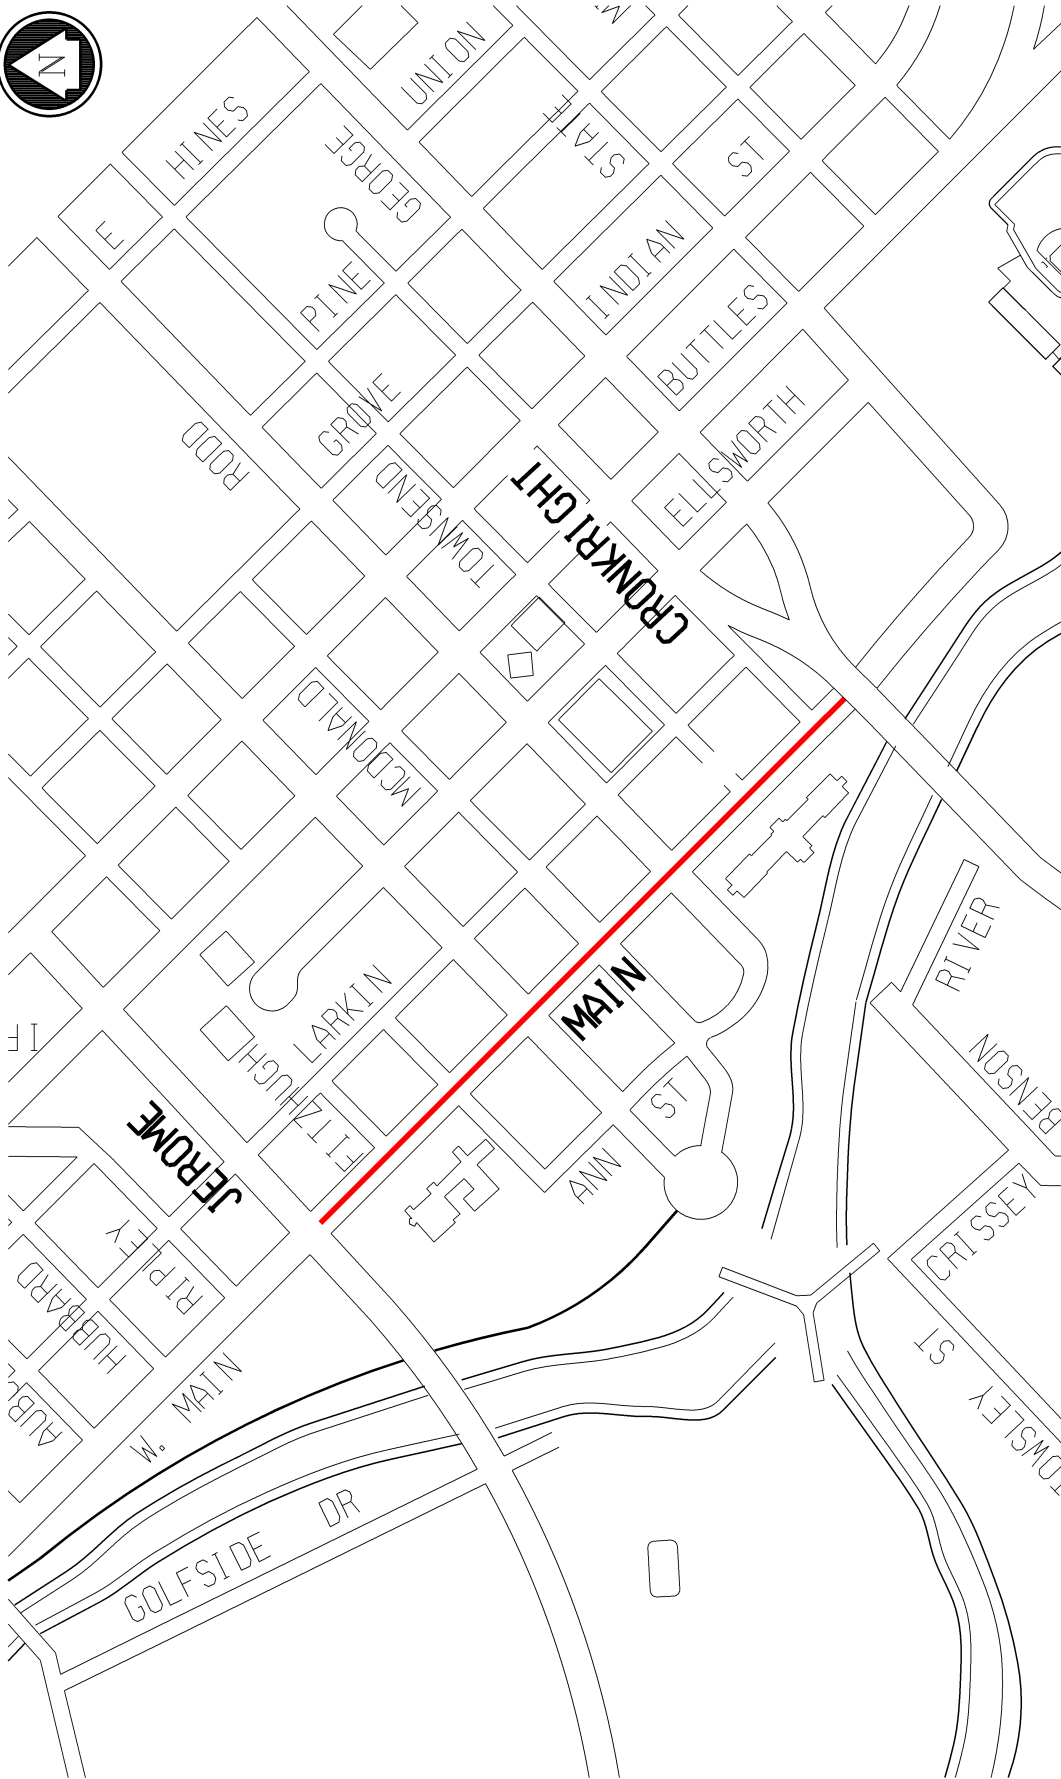 N
UNION
HINES
GEORGE
STATE
ST
E
INDIAN
PINE
BUTTLES
GROVE
ELLSWORTH
RODD
TOWNSEND
CRONKRIGHT
MCDONALD
MAIN
RIVER
LARKIN
FITZHUGH
BENSON
ST
JEROME
ANN
CRISSEY
RIPLEY
HUBBARD
ST
TOWSLEY
W. MAIN
GOLFSIDE DR